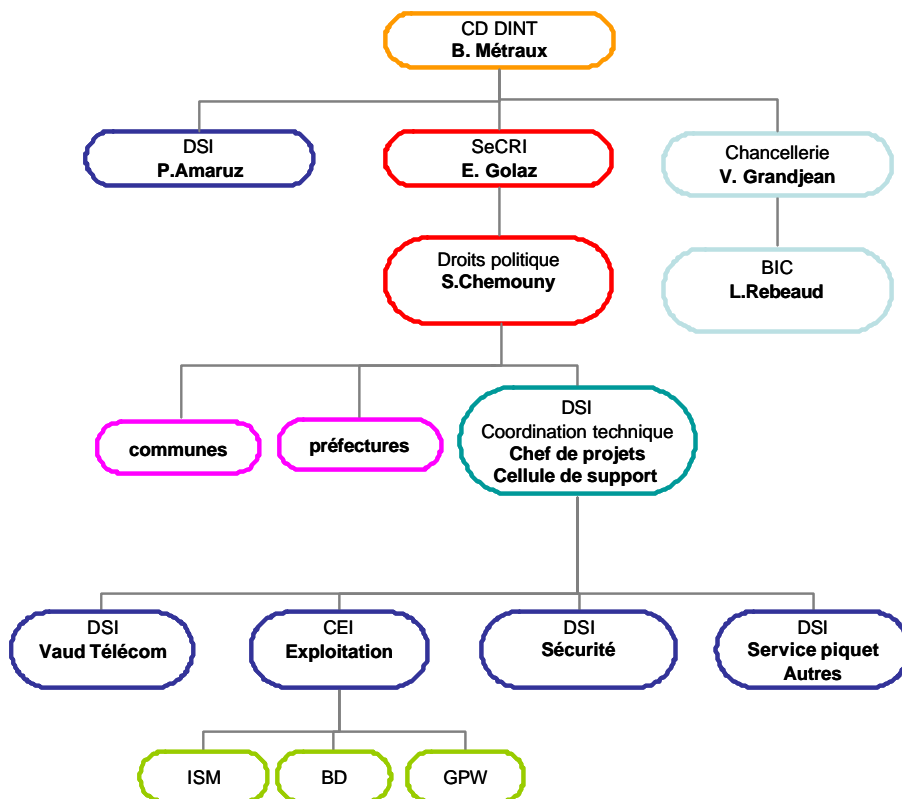 CD DINT
B. Métraux
DSI
P.Amaruz
SeCRI
E. Golaz
Chancellerie
V. Grandjean
Droits politique
S.Chemouny
BIC
L.Rebeaud
communes
préfectures
DSI
Coordination technique
Chef de projets
Cellule de support
DSI
Vaud Télécom
CEI
Exploitation
DSI
Sécurité
DSI
Service piquet
Autres
ISM
BD
GPW